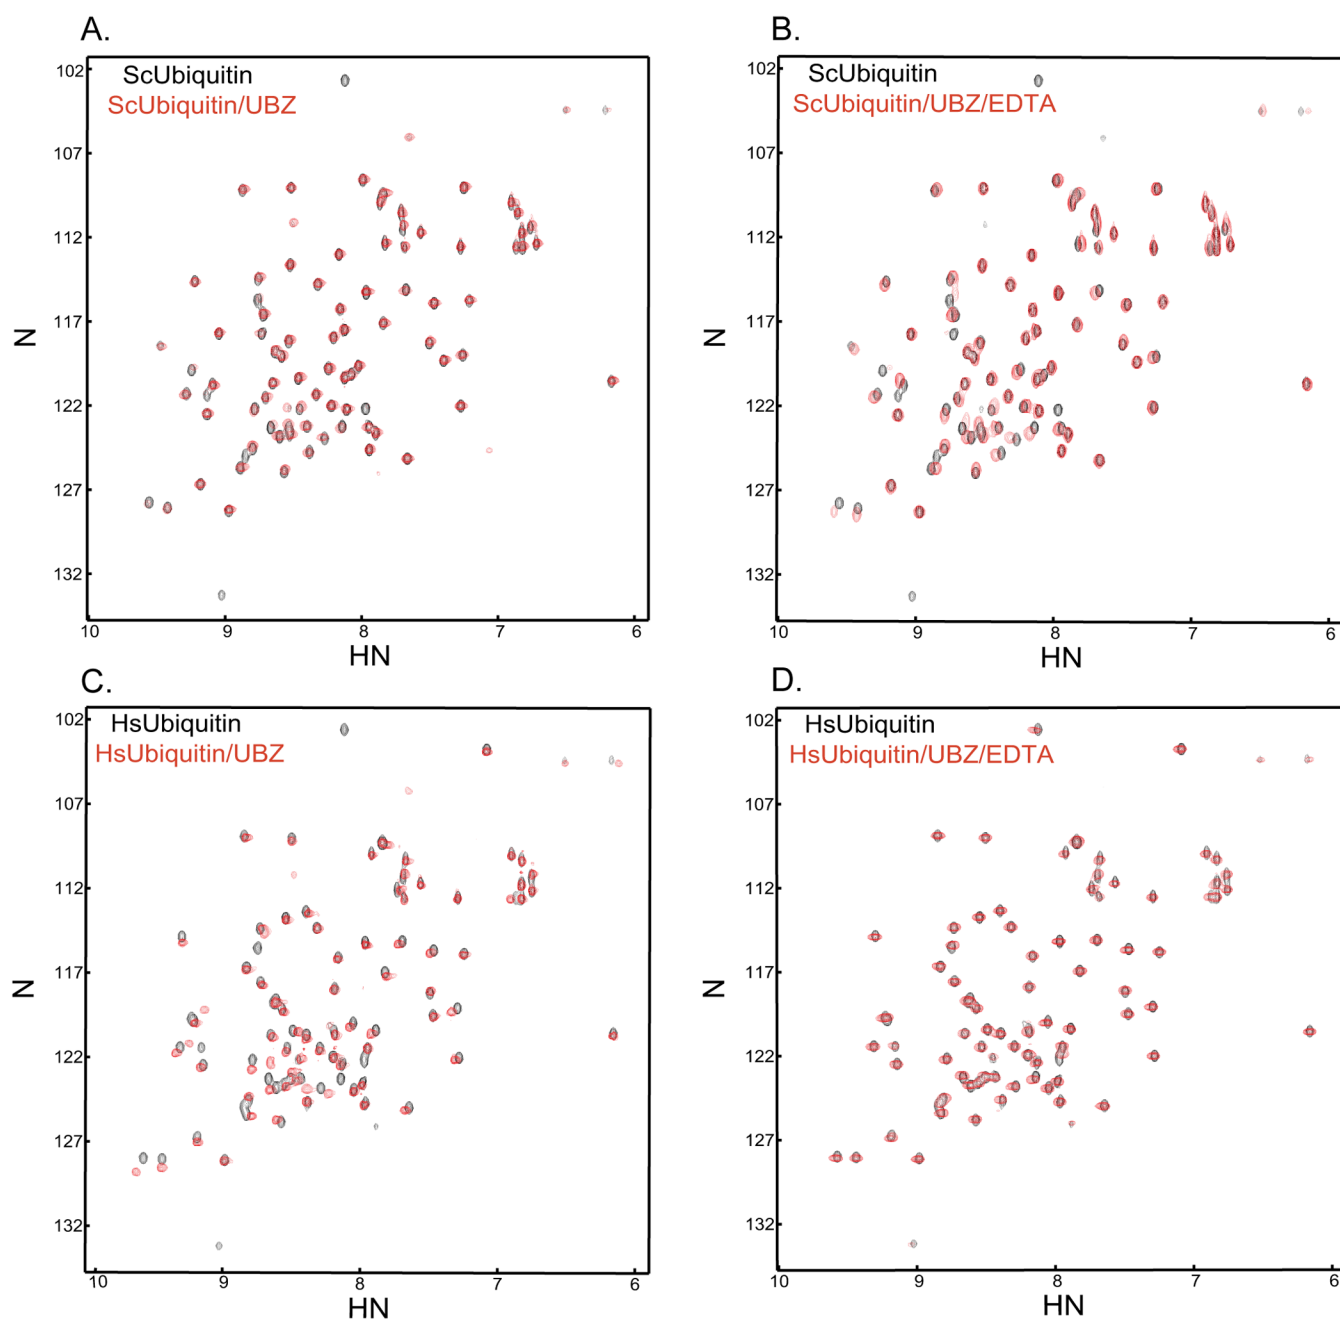 A.
ScUbiquitin
ScUbiquitin/UBZ
102
107
112
117
122
127
132
N
10 9 8 7 6
HN
B.
ScUbiquitin
ScUbiquitin/UBZ/EDTA
102
107
112
117
122
127
132
N
10 9 8 7 6
HN
C.
HsUbiquitin
HsUbiquitin/UBZ
102
107
112
117
122
127
132
N
10 9 8 7 6
HN
D.
HsUbiquitin
HsUbiquitin/UBZ/EDTA
102
107
112
117
122
127
132
N
10 9 8 7 6
HN